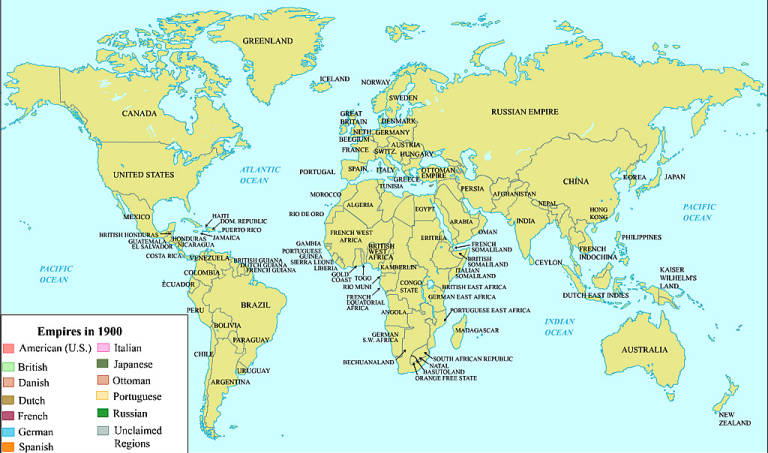 GREENLAND
ICELAND
NORWAY
SWEDEN
RUSSIAN EMPIRE
CANADA
GREAT
BRITAIN
DENMARK
NETH.
GERMANY
BELGIUM
AUSTRIA
FRANCE
SWITZ.
HUNGARY
UNITED STATES
ATLANTIC
OCEAN
PORTUGAL
SPAIN
ITALY
GREECE
OTTOMAN
EMPIRE
TUNISIA
PERSIA
AFGHANISTAN
CHINA
KOREA
JAPAN
MOROCCO
ALGERIA
EGYPT
ARABIA
OMAN
NEPAL
INDIA
HONG
KONG
PACIFIC
OCEAN
MEXICO
HAITI
DOM. REPUBLIC
PUERTO RICO
JAMAICA
BRITISH HONDURAS
GUATEMALA
EL SALVADOR
HONDURAS
NICARAGUA
COSTA RICA
RIO DE ORO
FRENCH WEST
AFRICA
BRITISH
WEST
AFRICA
ERITREA
FRENCH
SOMALILAND
BRITISH
SOMALILAND
ITALIAN
SOMALILAND
FRENCH
INDOCHINA
PHILIPPINES
CEYLON
GAMBIA
PORTUGUESE
GUINEA
SIERRA LEONE
LIBERIA
GOLD
COAST
TOGO
RIO MUNI
KAMBERLIN
FRENCH
EQUATORIAL
AFRICA
CONGO
STATE
BRITISH EAST AFRICA
GERMAN EAST AFRICA
VENEZUELA
BRITISH GUIANA
DUTCH GUIANA
FRENCH GUIANA
COLOMBIA
ECUADOR
PACIFIC
OCEAN
PERU
BRAZIL
BOLIVIA
PARAGUAY
CHILE
URUGUAY
ARGENTINA
ANGOLA
PORTUGUESE EAST AFRICA
MADAGASCAR
GERMAN
S.W. AFRICA
BECHUANALAND
SOUTH AFRICAN REPUBLIC
NATAL
BASUTOLAND
ORANGE FREE STATE
INDIAN
OCEAN
DUTCH EAST INDIES
KAISER
WILHELM'S
LAND
AUSTRALIA
NEW
ZEALAND
Empires in 1900
American (U.S.)
British
Danish
Dutch
French
German
Spanish
Italian
Japanese
Ottoman
Portuguese
Russian
Unclaimed
Regions